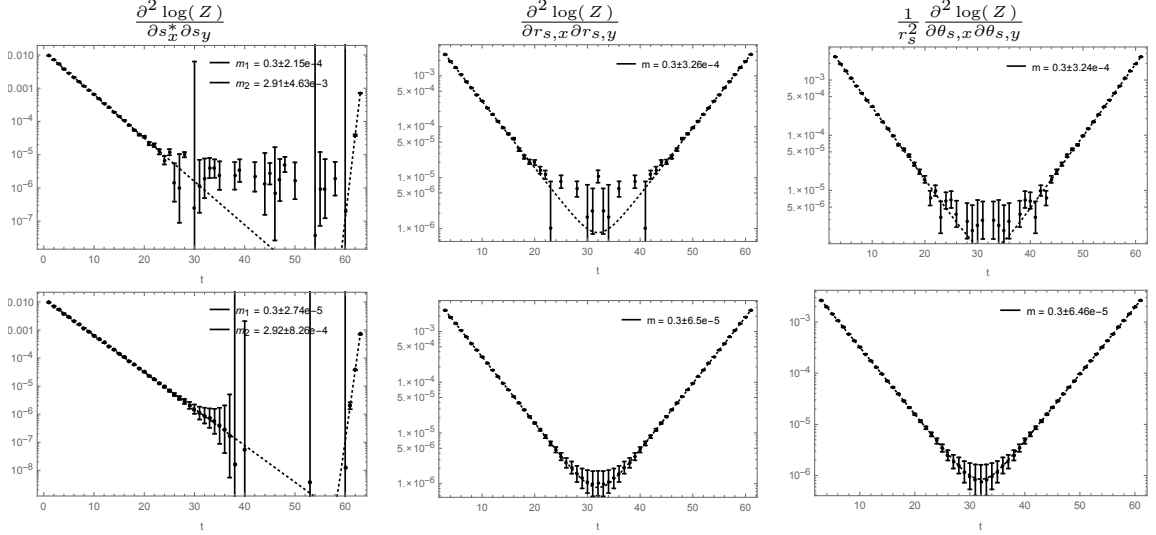 ∂² log( Z ) / ∂s*ₓ ∂s_y
∂² log( Z ) / ∂r_{s,x} ∂r_{s,y}
1/r_s² ∂² log( Z ) / ∂θ_{s,x} ∂θ_{s,y}
m₁ = 0.3±2.15e-4
m₂ = 2.91±4.63e-3
0.010
0.001
10⁻⁴
10⁻⁵
10⁻⁶
10⁻⁷
0 10 20 30 40 50 60
t
m = 0.3±3.26e-4
10⁻³
5.×10⁻⁴
1.×10⁻⁴
5.×10⁻⁵
1.×10⁻⁵
5.×10⁻⁶
1.×10⁻⁶
10 20 30 40 50 60
t
m = 0.3±3.24e-4
10⁻³
5.×10⁻⁴
1.×10⁻⁴
5.×10⁻⁵
1.×10⁻⁵
5.×10⁻⁶
10 20 30 40 50 60
t
m₁ = 0.3±2.74e-5
m₂ = 2.92±8.26e-4
0.010
0.001
10⁻⁴
10⁻⁵
10⁻⁶
10⁻⁷
10⁻⁸
0 10 20 30 40 50 60
t
m = 0.3±6.5e-5
10⁻³
5.×10⁻⁴
1.×10⁻⁴
5.×10⁻⁵
1.×10⁻⁵
5.×10⁻⁶
1.×10⁻⁶
10 20 30 40 50 60
t
m = 0.3±6.46e-5
10⁻³
10⁻⁴
10⁻⁵
10⁻⁶
10 20 30 40 50 60
t